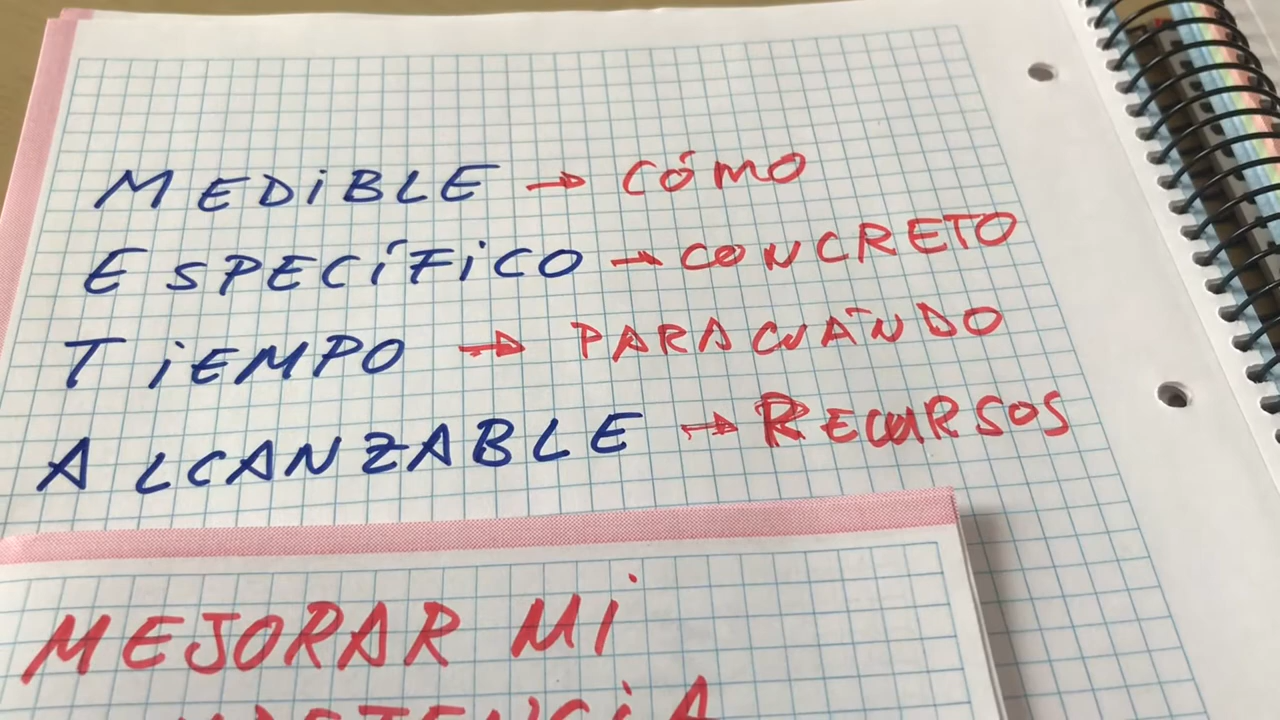 MEDIBLE → CÓMO
ESPECÍFICO → CONCRETO
TIEMPO → PARA CUÁNDO
ALCANZABLE → RECURSOS
MEJORAR MI